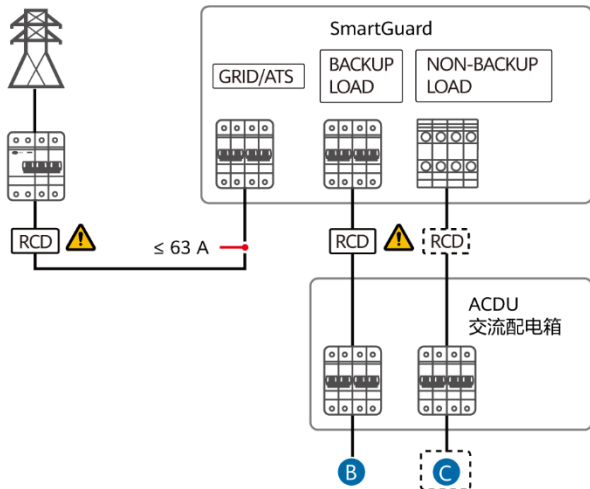 SmartGuard
GRID/ATS
BACKUP
LOAD
NON-BACKUP
LOAD
RCD
≤ 63 A
RCD
RCD
ACDU
交流配电箱
B
C